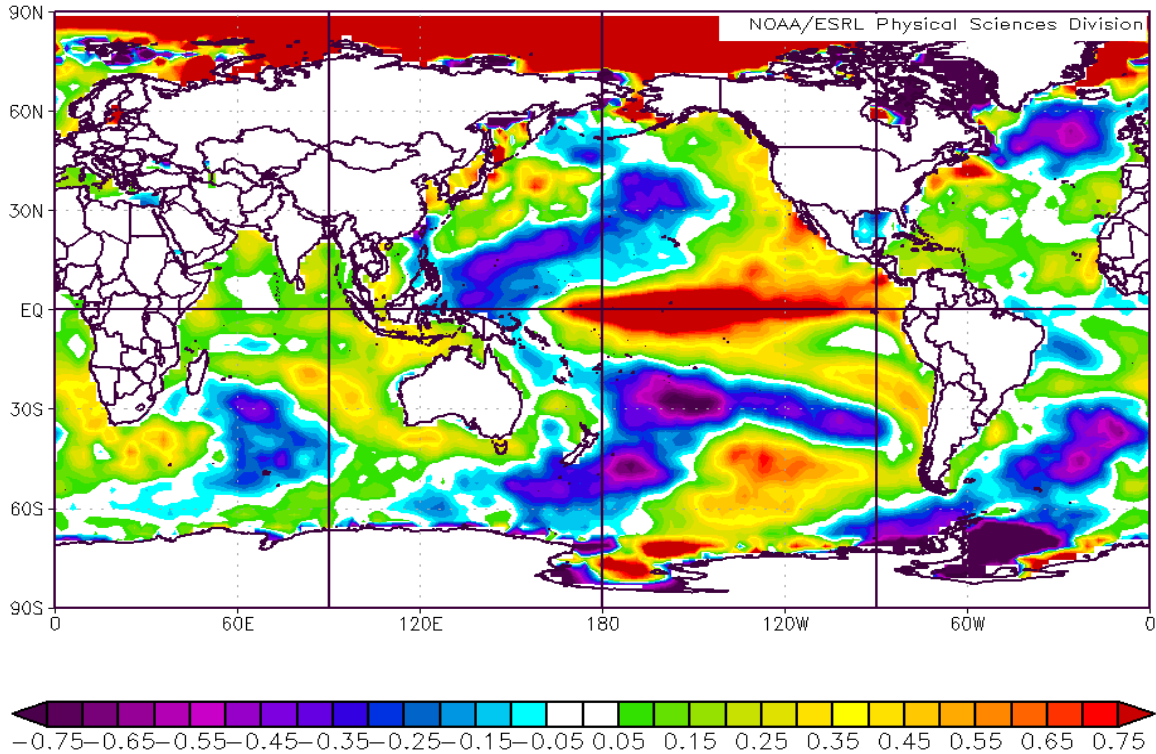 90N
NOAA/ESRL Physical Sciences Division
60N
30N
EQ
30S
60S
90S
0 60E 120E 180 120W 60W 0
−0.75 −0.65 −0.55 −0.45 −0.35 −0.25 −0.15 −0.05 0.05 0.15 0.25 0.35 0.45 0.55 0.65 0.75